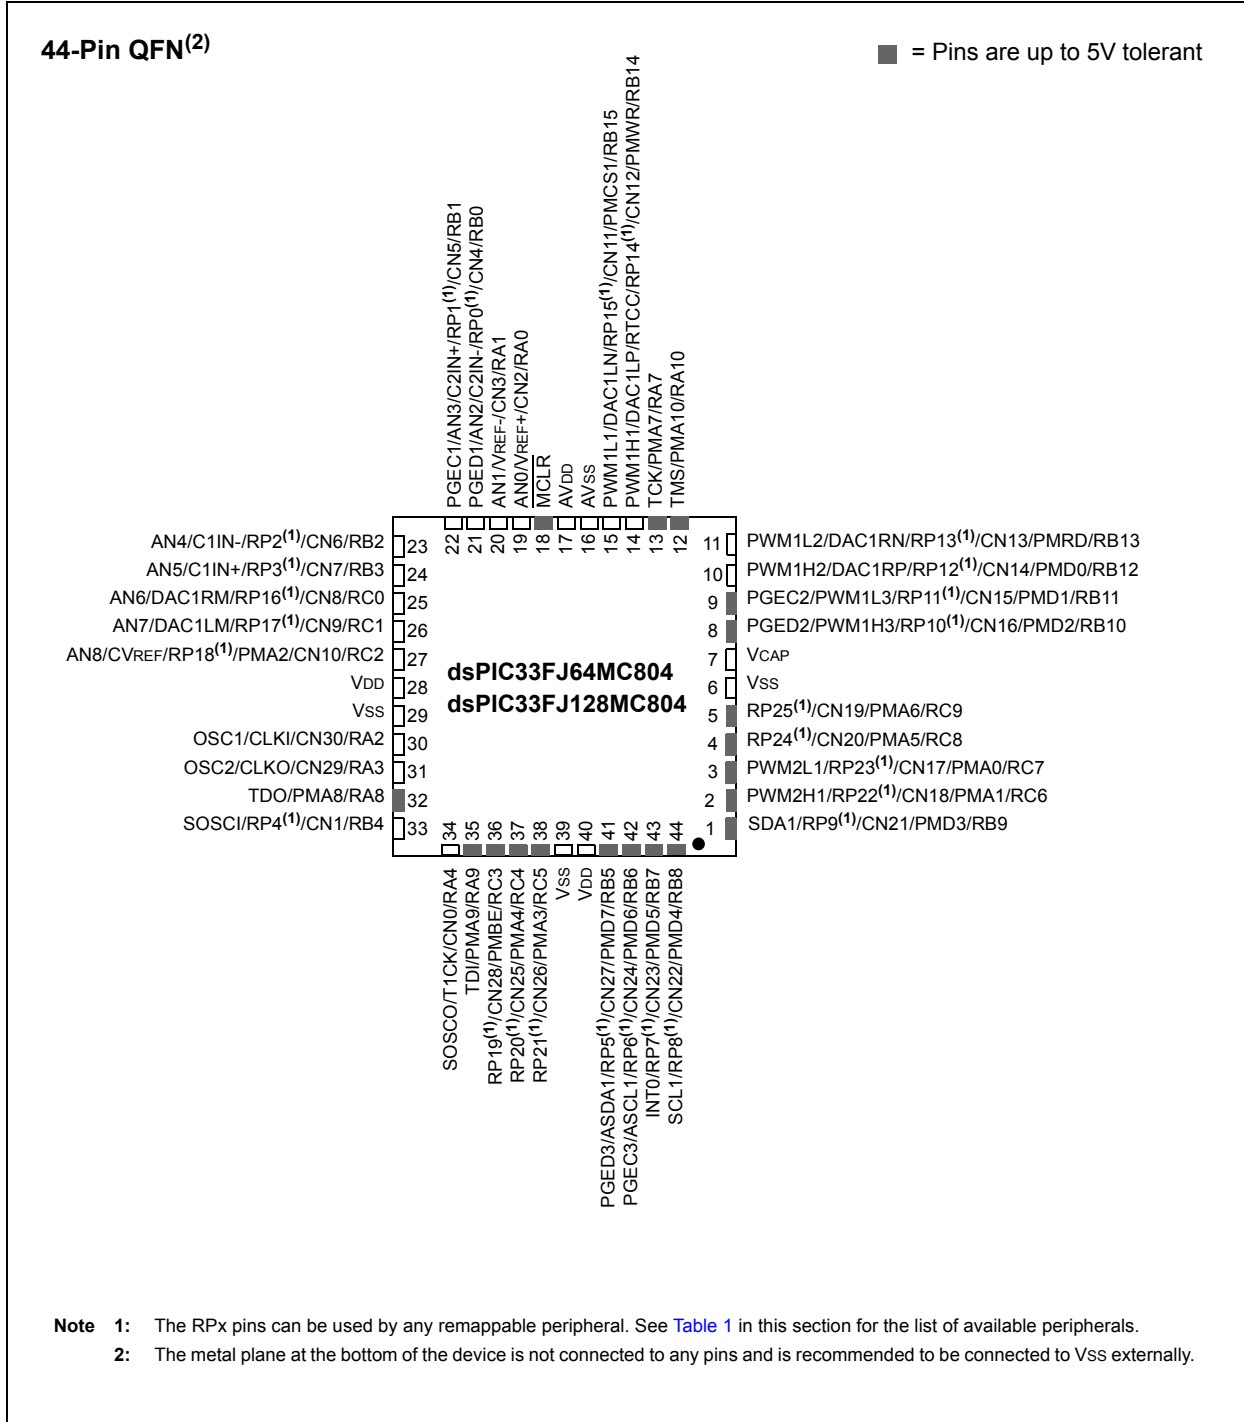 44-Pin QFN(2)
= Pins are up to 5V tolerant
PGEC1/AN3/C2IN+/RP1(1)/CN5/RB1
PGED1/AN2/C2IN-/RP0(1)/CN4/RB0
AN1/VREF-/CN3/RA1
AN0/VREF+/CN2/RA0
MCLR
AVDD
AVSS
PWM1L1/DAC1LN/RP15(1)/CN11/PMCS1/RB15
PWM1H1/DAC1LP/RTCC/RP14(1)/CN12/PMWR/RB14
TCK/PMA7/RA7
TMS/PMA10/RA10
22 21 20 19 18 17 16 15 14 13 12
AN4/C1IN-/RP2(1)/CN6/RB2 23
AN5/C1IN+/RP3(1)/CN7/RB3 24
AN6/DAC1RM/RP16(1)/CN8/RC0 25
AN7/DAC1LM/RP17(1)/CN9/RC1 26
AN8/CVREF/RP18(1)/PMA2/CN10/RC2 27
VDD 28
VSS 29
OSC1/CLKI/CN30/RA2 30
OSC2/CLKO/CN29/RA3 31
TDO/PMA8/RA8 32
SOSCI/RP4(1)/CN1/RB4 33
dsPIC33FJ64MC804
dsPIC33FJ128MC804
11 PWM1L2/DAC1RN/RP13(1)/CN13/PMRD/RB13
10 PWM1H2/DAC1RP/RP12(1)/CN14/PMD0/RB12
9 PGEC2/PWM1L3/RP11(1)/CN15/PMD1/RB11
8 PGED2/PWM1H3/RP10(1)/CN16/PMD2/RB10
7 VCAP
6 VSS
5 RP25(1)/CN19/PMA6/RC9
4 RP24(1)/CN20/PMA5/RC8
3 PWM2L1/RP23(1)/CN17/PMA0/RC7
2 PWM2H1/RP22(1)/CN18/PMA1/RC6
1 SDA1/RP9(1)/CN21/PMD3/RB9
34 35 36 37 38 39 40 41 42 43 44
SOSCO/T1CK/CN0/RA4
TDI/PMA9/RA9
RP19(1)/CN28/PMBE/RC3
RP20(1)/CN25/PMA4/RC4
RP21(1)/CN26/PMA3/RC5
VSS
VDD
PGED3/ASDA1/RP5(1)/CN27/PMD7/RB5
PGEC3/ASCL1/RP6(1)/CN24/PMD6/RB6
INT0/RP7(1)/CN23/PMD5/RB7
SCL1/RP8(1)/CN22/PMD4/RB8
Note 1: The RPx pins can be used by any remappable peripheral. See Table 1 in this section for the list of available peripherals.
2: The metal plane at the bottom of the device is not connected to any pins and is recommended to be connected to VSS externally.